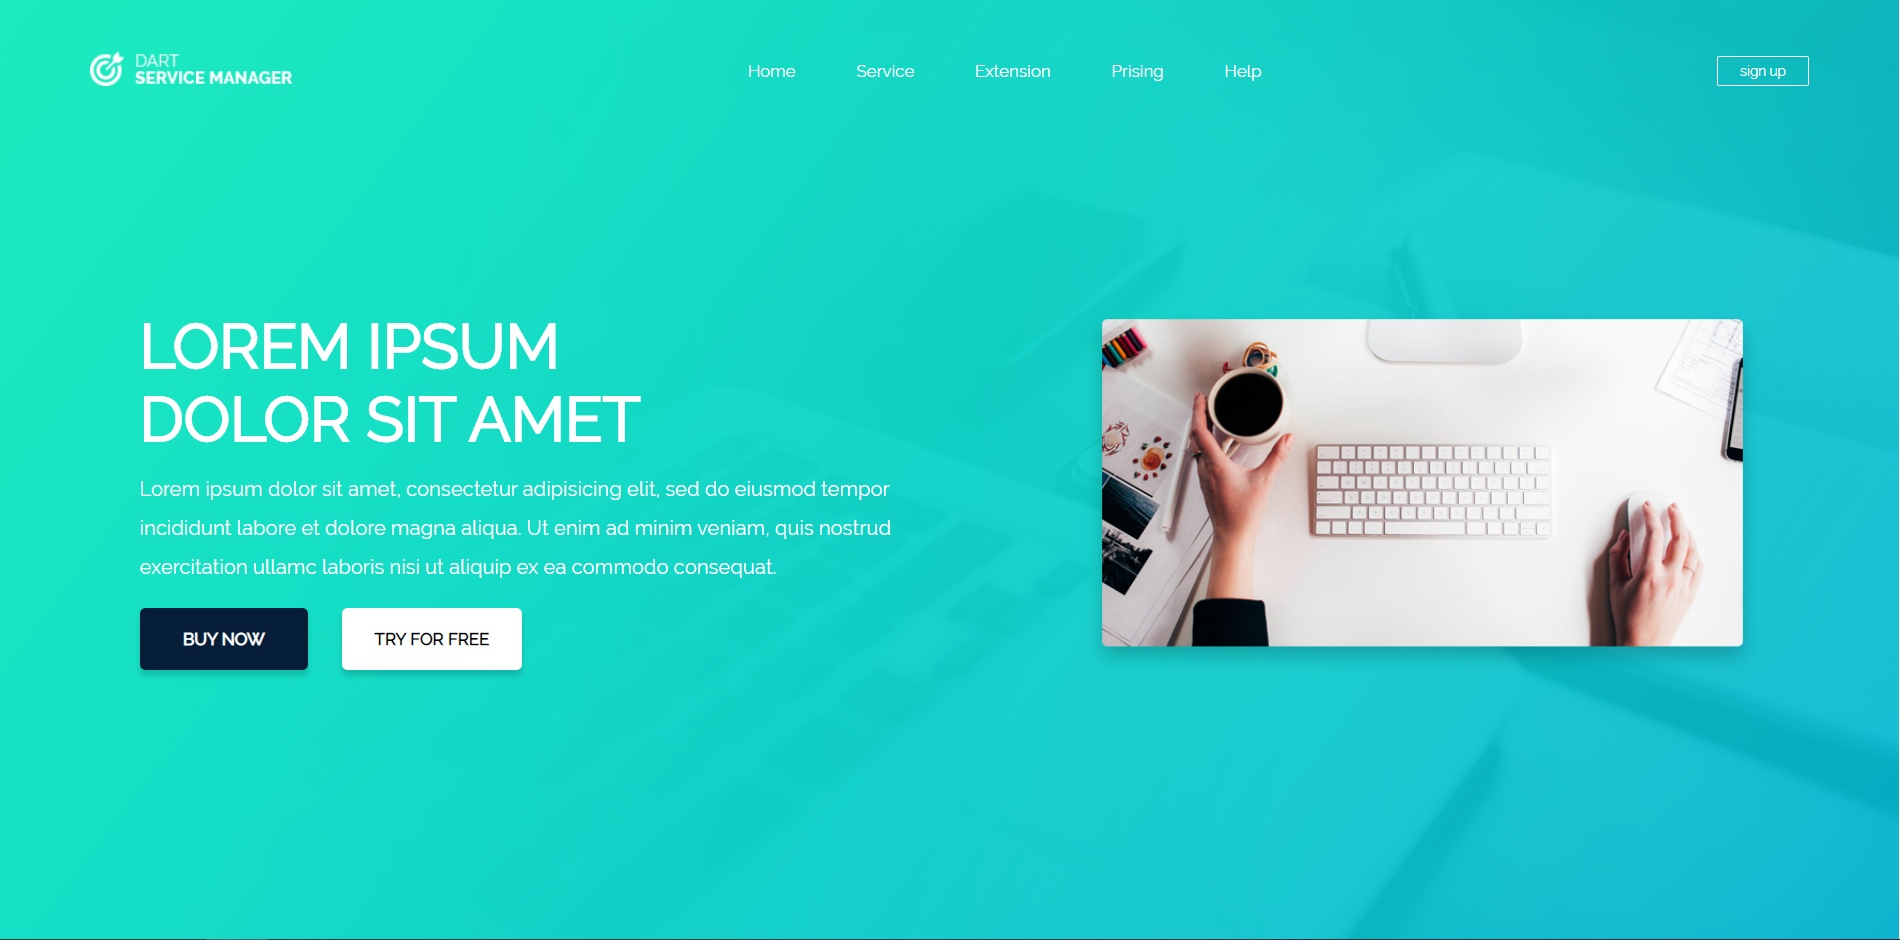 DART
SERVICE MANAGER
Home
Service
Extension
Prising
Help
sign up
LOREM IPSUM
DOLOR SIT AMET
Lorem ipsum dolor sit amet, consectetur adipisicing elit, sed do eiusmod tempor
incididunt labore et dolore magna aliqua. Ut enim ad minim veniam, quis nostrud
exercitation ullamc laboris nisi ut aliquip ex ea commodo consequat.
BUY NOW
TRY FOR FREE